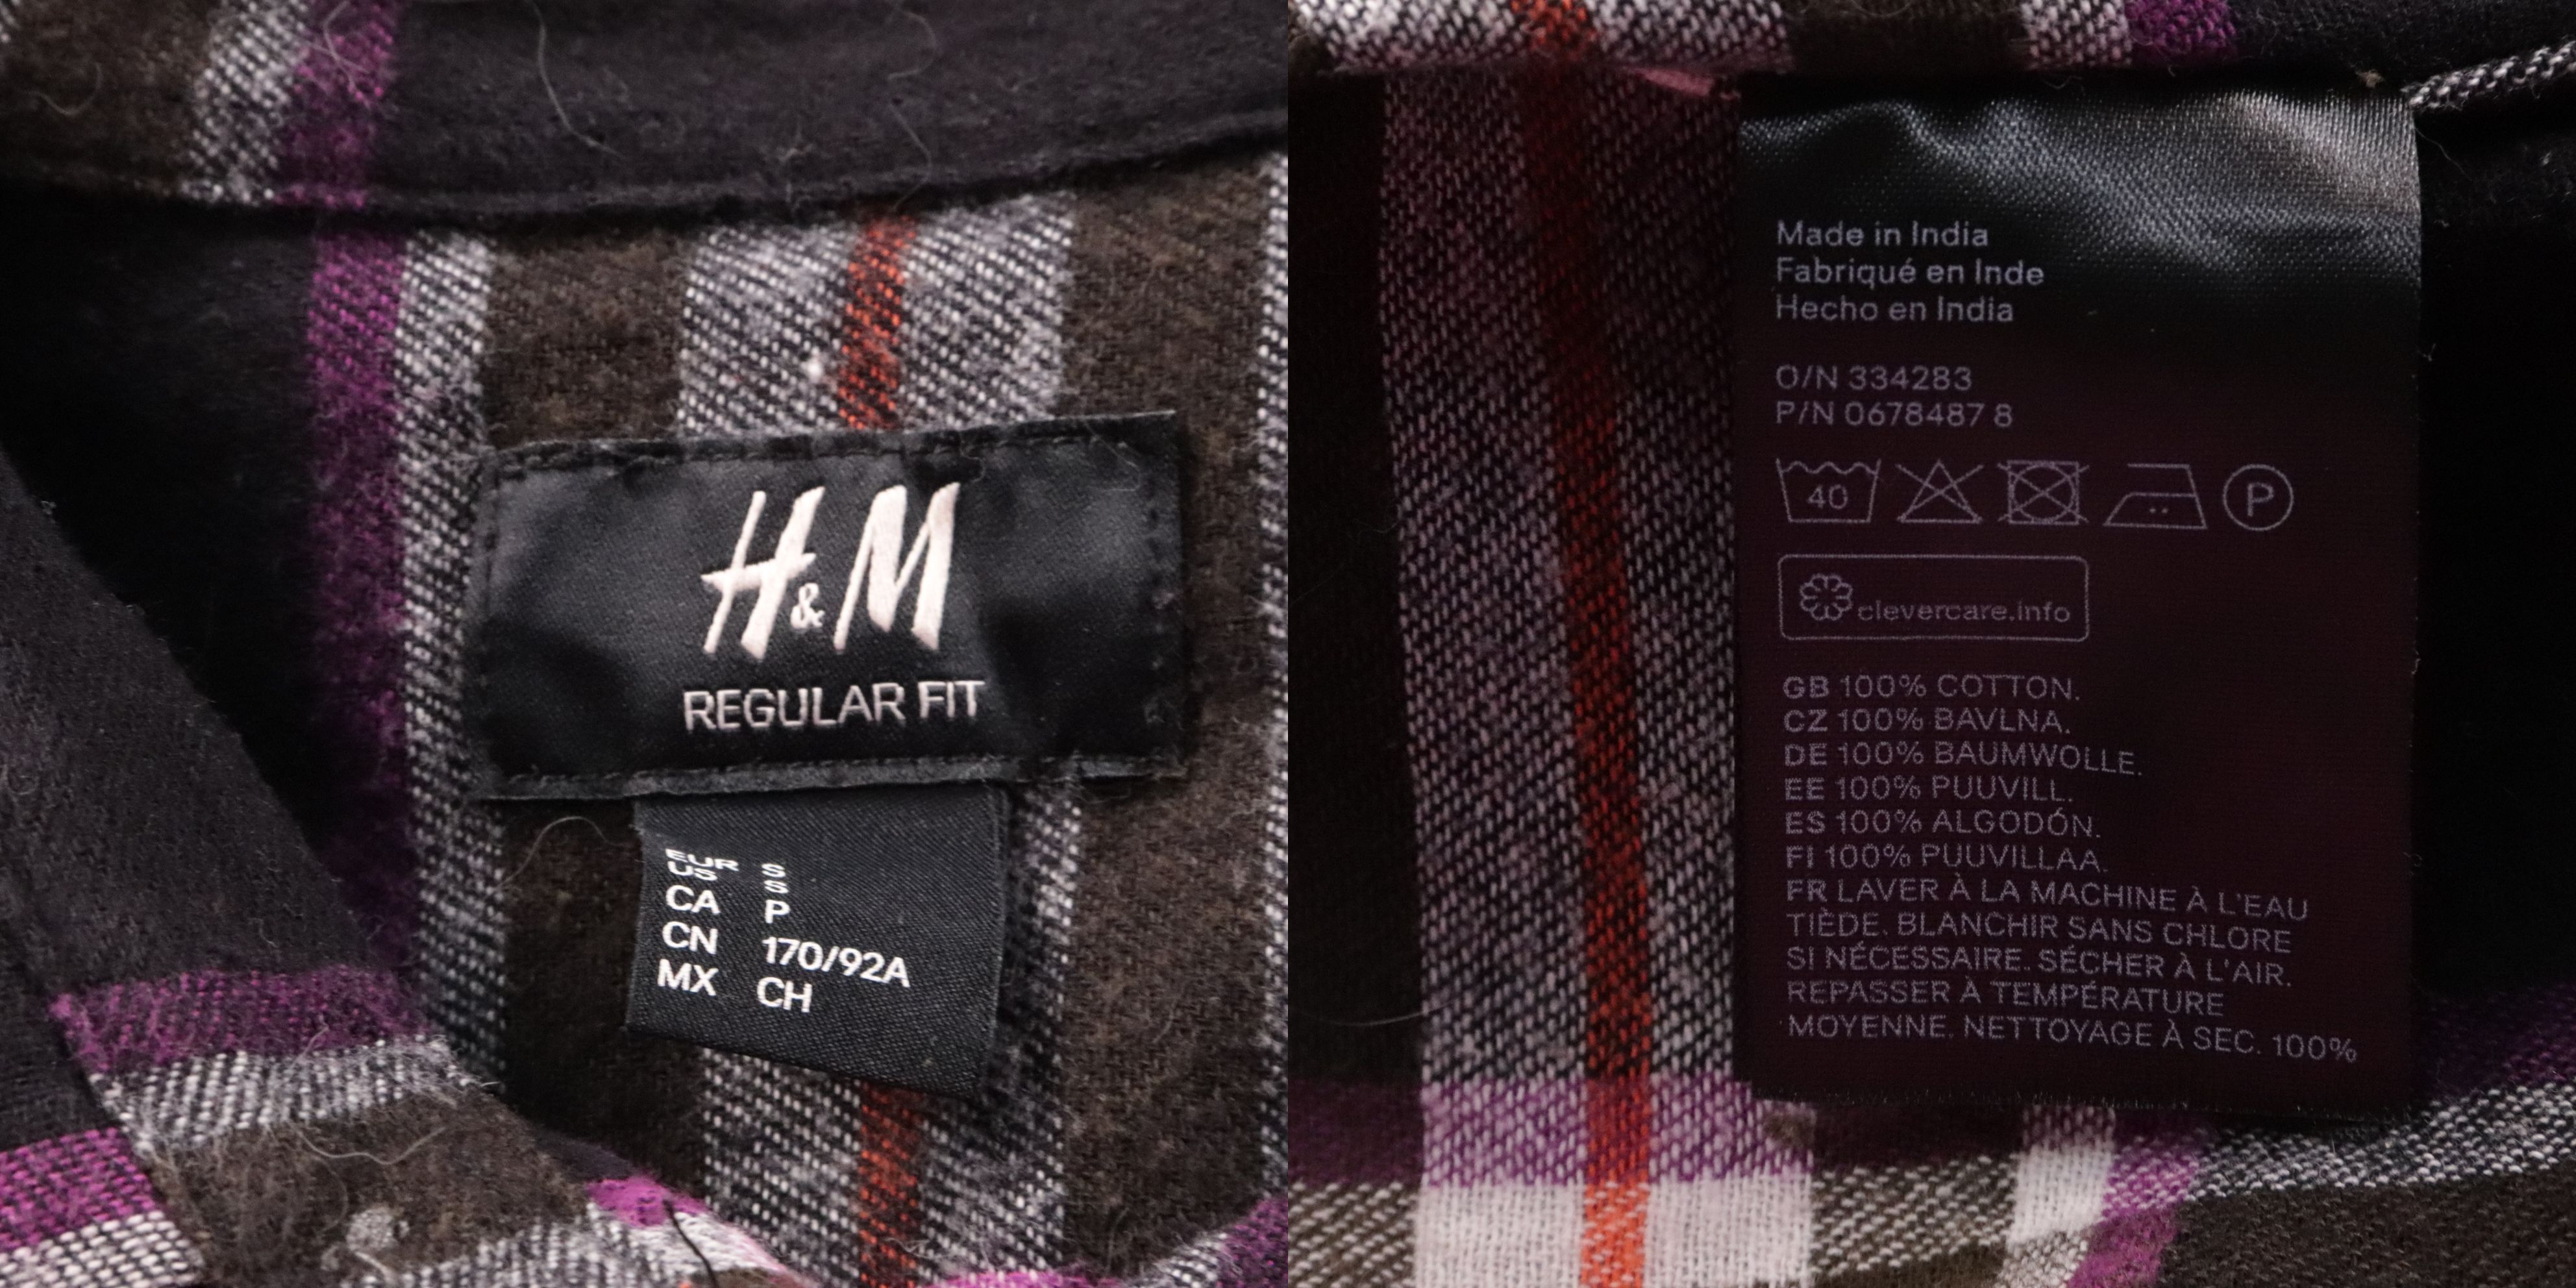 H&M
REGULAR FIT
EUR S
US S
CA P
CN 170/92A
MX CH
Made in India
Fabriqué en Inde
Hecho en India
O/N 334283
P/N 0678487 8
40
P
clevercare.info
GB 100% COTTON.
CZ 100% BAVLNA.
DE 100% BAUMWOLLE.
EE 100% PUUVILL.
ES 100% ALGODÓN.
FI 100% PUUVILLAA.
FR LAVER À LA MACHINE À L'EAU
TIÈDE. BLANCHIR SANS CHLORE
SI NÉCESSAIRE. SÉCHER À L'AIR.
REPASSER À TEMPÉRATURE
MOYENNE. NETTOYAGE À SEC. 100%